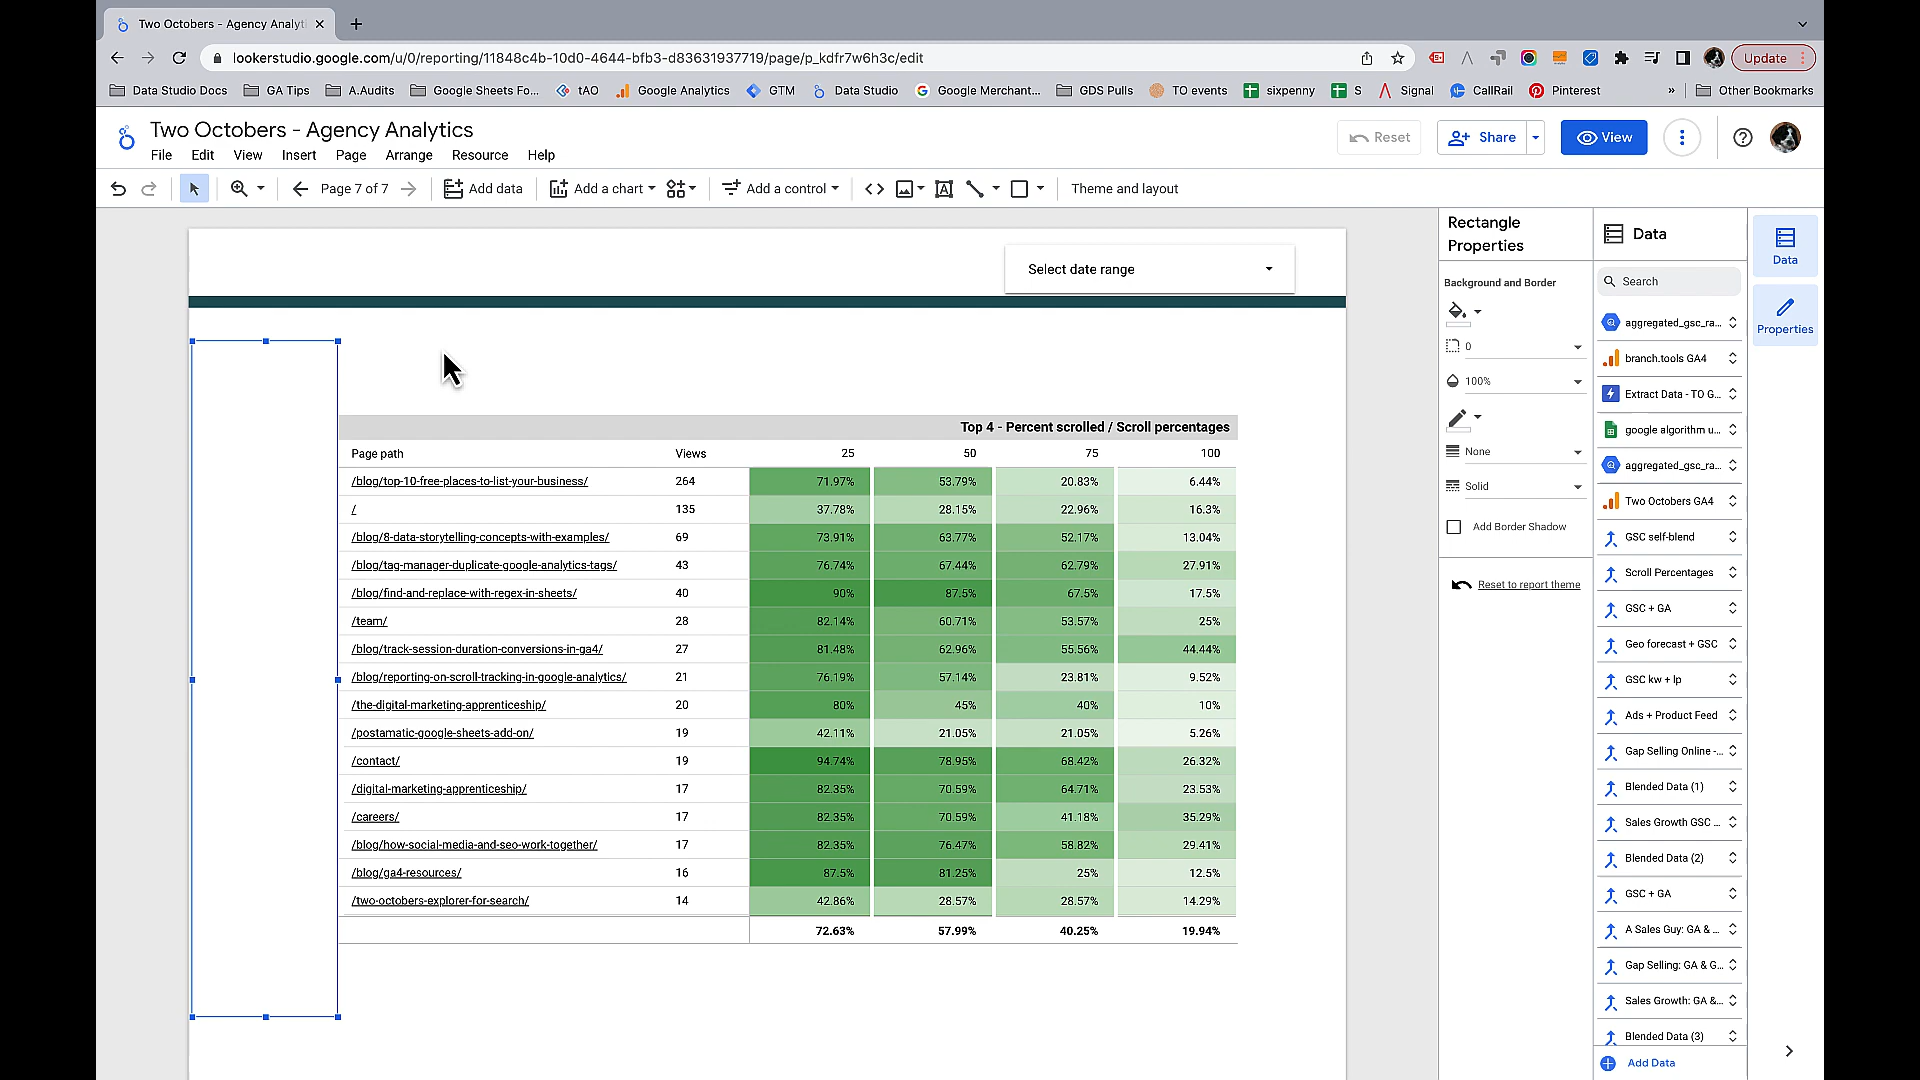 Two Octobers - Agency Analyti
lookerstudio.google.com/u/0/reporting/11848c4b-10d0-4644-bfb3-d83631937719/page/p_kdfr7w6h3c/edit
Update
Data Studio Docs GA Tips A.Audits Google Sheets Fo... tAO Google Analytics GTM Data Studio Google Merchant... GDS Pulls TO events sixpenny S Signal CallRail Pinterest » Other Bookmarks
Two Octobers - Agency Analytics
File Edit View Insert Page Arrange Resource Help
Reset Share View
Page 7 of 7 Add data Add a chart Add a control Theme and layout
Select date range
Top 4 - Percent scrolled / Scroll percentages
Page path Views 25 50 75 100
/blog/top-10-free-places-to-list-your-business/ 264 71.97% 53.79% 20.83% 6.44%
/ 135 37.78% 28.15% 22.96% 16.3%
/blog/8-data-storytelling-concepts-with-examples/ 69 73.91% 63.77% 52.17% 13.04%
/blog/tag-manager-duplicate-google-analytics-tags/ 43 76.74% 67.44% 62.79% 27.91%
/blog/find-and-replace-with-regex-in-sheets/ 40 90% 87.5% 67.5% 17.5%
/team/ 28 82.14% 60.71% 53.57% 25%
/blog/track-session-duration-conversions-in-ga4/ 27 81.48% 62.96% 55.56% 44.44%
/blog/reporting-on-scroll-tracking-in-google-analytics/ 21 76.19% 57.14% 23.81% 9.52%
/the-digital-marketing-apprenticeship/ 20 80% 45% 40% 10%
/postamatic-google-sheets-add-on/ 19 42.11% 21.05% 21.05% 5.26%
/contact/ 19 94.74% 78.95% 68.42% 26.32%
/digital-marketing-apprenticeship/ 17 82.35% 70.59% 64.71% 23.53%
/careers/ 17 82.35% 70.59% 41.18% 35.29%
/blog/how-social-media-and-seo-work-together/ 17 82.35% 76.47% 58.82% 29.41%
/blog/ga4-resources/ 16 87.5% 81.25% 25% 12.5%
/two-octobers-explorer-for-search/ 14 42.86% 28.57% 28.57% 14.29%
72.63% 57.99% 40.25% 19.94%
Rectangle
Properties
Background and Border
0
100%
None
Solid
Add Border Shadow
Reset to report theme
Data
Search
aggregated_gsc_ra...
branch.tools GA4
Extract Data - TO G...
google algorithm u...
aggregated_gsc_ra...
Two Octobers GA4
GSC self-blend
Scroll Percentages
GSC + GA
Geo forecast + GSC
GSC kw + lp
Ads + Product Feed
Gap Selling Online -...
Blended Data (1)
Sales Growth GSC ...
Blended Data (2)
GSC + GA
A Sales Guy: GA & ...
Gap Selling: GA & G...
Sales Growth: GA &...
Blended Data (3)
Add Data
Data
Properties